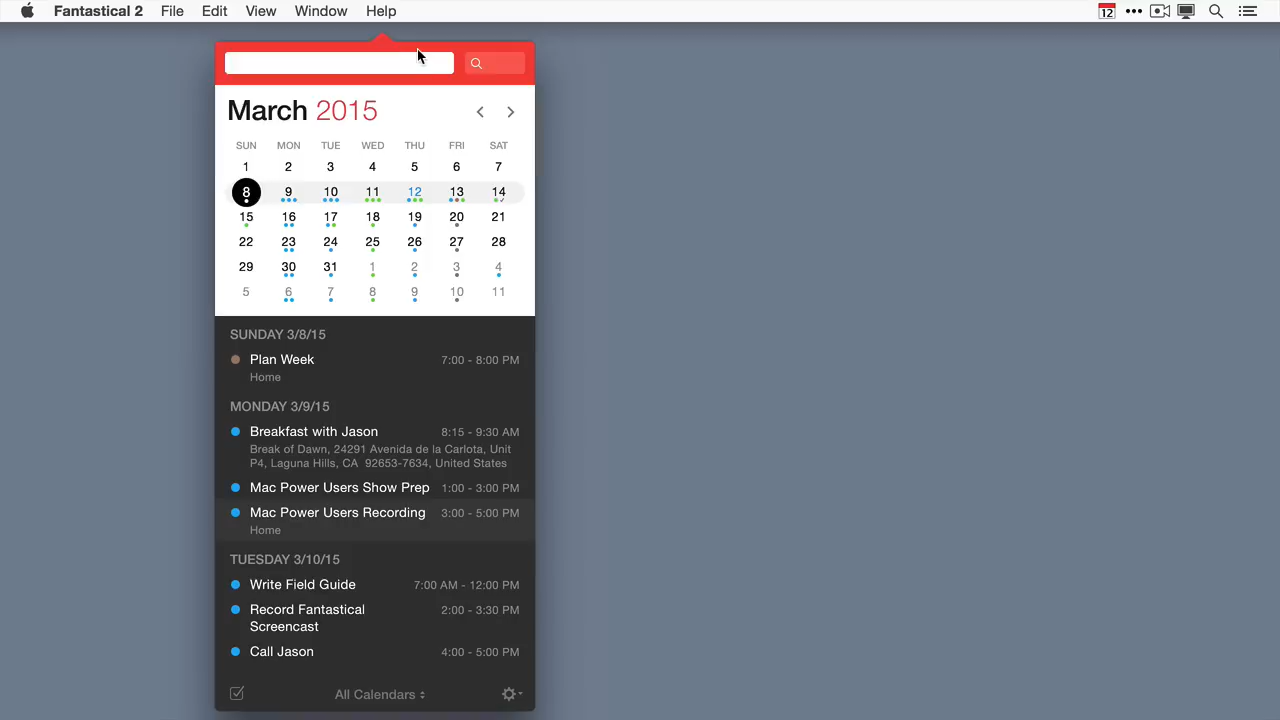 Fantastical 2 File Edit View Window Help 12
March 2015
SUN MON TUE WED THU FRI SAT
1 2 3 4 5 6 7
8 9 10 11 12 13 14
15 16 17 18 19 20 21
22 23 24 25 26 27 28
29 30 31 1 2 3 4
5 6 7 8 9 10 11
SUNDAY 3/8/15
Plan Week 7:00 - 8:00 PM
Home
MONDAY 3/9/15
Breakfast with Jason 8:15 - 9:30 AM
Break of Dawn, 24291 Avenida de la Carlota, Unit
P4, Laguna Hills, CA 92653-7634, United States
Mac Power Users Show Prep 1:00 - 3:00 PM
Mac Power Users Recording 3:00 - 5:00 PM
Home
TUESDAY 3/10/15
Write Field Guide 7:00 AM - 12:00 PM
Record Fantastical 2:00 - 3:30 PM
Screencast
Call Jason 4:00 - 5:00 PM
All Calendars